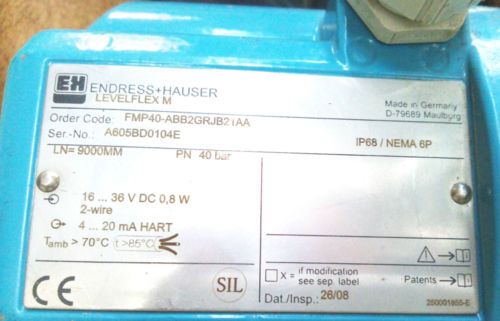 EH ENDRESS+HAUSER
LEVELFLEX M
Made in Germany
D-79689 Maulburg
Order Code: FMP40-ABB2GRJB21AA
Ser.-No.: A605BD0104E
IP68 / NEMA 6P
LN= 9000MM PN 40 bar
16 ... 36 V DC 0,8 W
2-wire
4 ... 20 mA HART
Tamb > 70°C t >85°C
CE
SIL
X = if modification
see sep. label
Patents
Dat./Insp.: 26/08
250001855-E